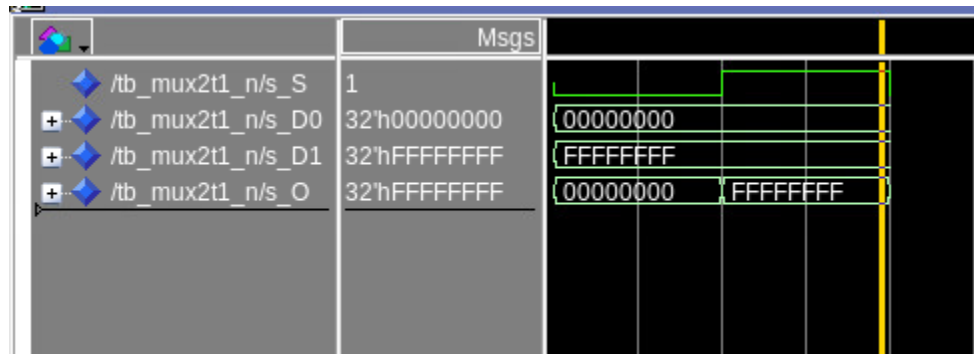 Msgs
/tb_mux2t1_n/s_S 1
/tb_mux2t1_n/s_D0 32'h00000000 00000000
/tb_mux2t1_n/s_D1 32'hFFFFFFFF FFFFFFFF
/tb_mux2t1_n/s_O 32'hFFFFFFFF 00000000 FFFFFFFF